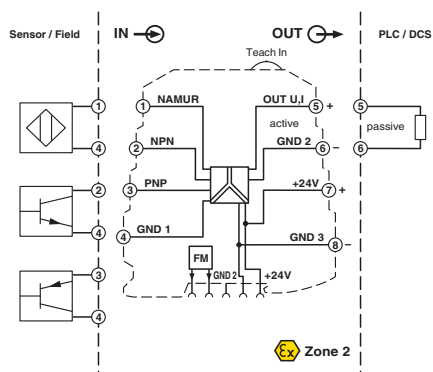 Sensor / Field
IN
OUT
PLC / DCS
Teach In
1
4
2
4
3
4
1
NAMUR
2
NPN
3
PNP
4
GND 1
OUT U,I
5 +
active
GND 2
6 −
+24V
7 +
GND 3
8 −
FM
GND 2
+24V
5
passive
6
Ex Zone 2